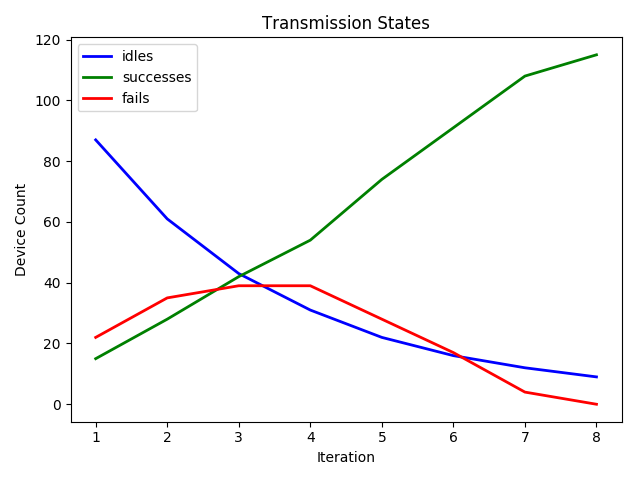 Transmission States
120
100
80
60
40
20
0
Device Count
idles
successes
fails
1 2 3 4 5 6 7 8
Iteration